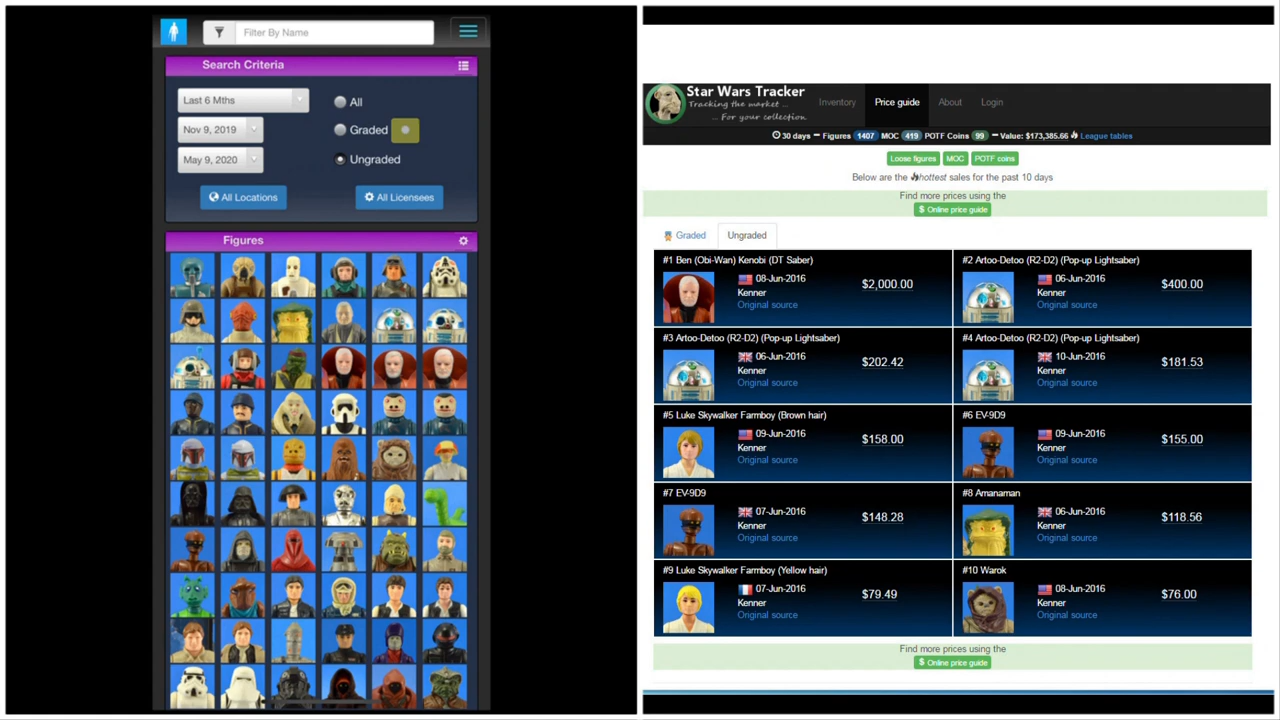 Filter By Name
Search Criteria
Last 6 Mths
All
Nov 9, 2019
Graded
May 9, 2020
Ungraded
All Locations
All Licensees
Figures
Star Wars Tracker
Tracking the market ...
... For your collection.
Inventory
Price guide
About
Login
30 days – Figures 1407 MOC 419 POTF Coins 99 – Value: $173,385.66 League tables
Loose figures
MOC
POTF coins
Below are the hottest sales for the past 10 days
Find more prices using the
$ Online price guide
Graded
Ungraded
#1 Ben (Obi-Wan) Kenobi (DT Saber)
08-Jun-2016
Kenner
Original source
$2,000.00
#2 Artoo-Detoo (R2-D2) (Pop-up Lightsaber)
06-Jun-2016
Kenner
Original source
$400.00
#3 Artoo-Detoo (R2-D2) (Pop-up Lightsaber)
06-Jun-2016
Kenner
Original source
$202.42
#4 Artoo-Detoo (R2-D2) (Pop-up Lightsaber)
10-Jun-2016
Kenner
Original source
$181.53
#5 Luke Skywalker Farmboy (Brown hair)
09-Jun-2016
Kenner
Original source
$158.00
#6 EV-9D9
09-Jun-2016
Kenner
Original source
$155.00
#7 EV-9D9
07-Jun-2016
Kenner
Original source
$148.28
#8 Amanaman
06-Jun-2016
Kenner
Original source
$118.56
#9 Luke Skywalker Farmboy (Yellow hair)
07-Jun-2016
Kenner
Original source
$79.49
#10 Warok
08-Jun-2016
Kenner
Original source
$76.00
Find more prices using the
$ Online price guide